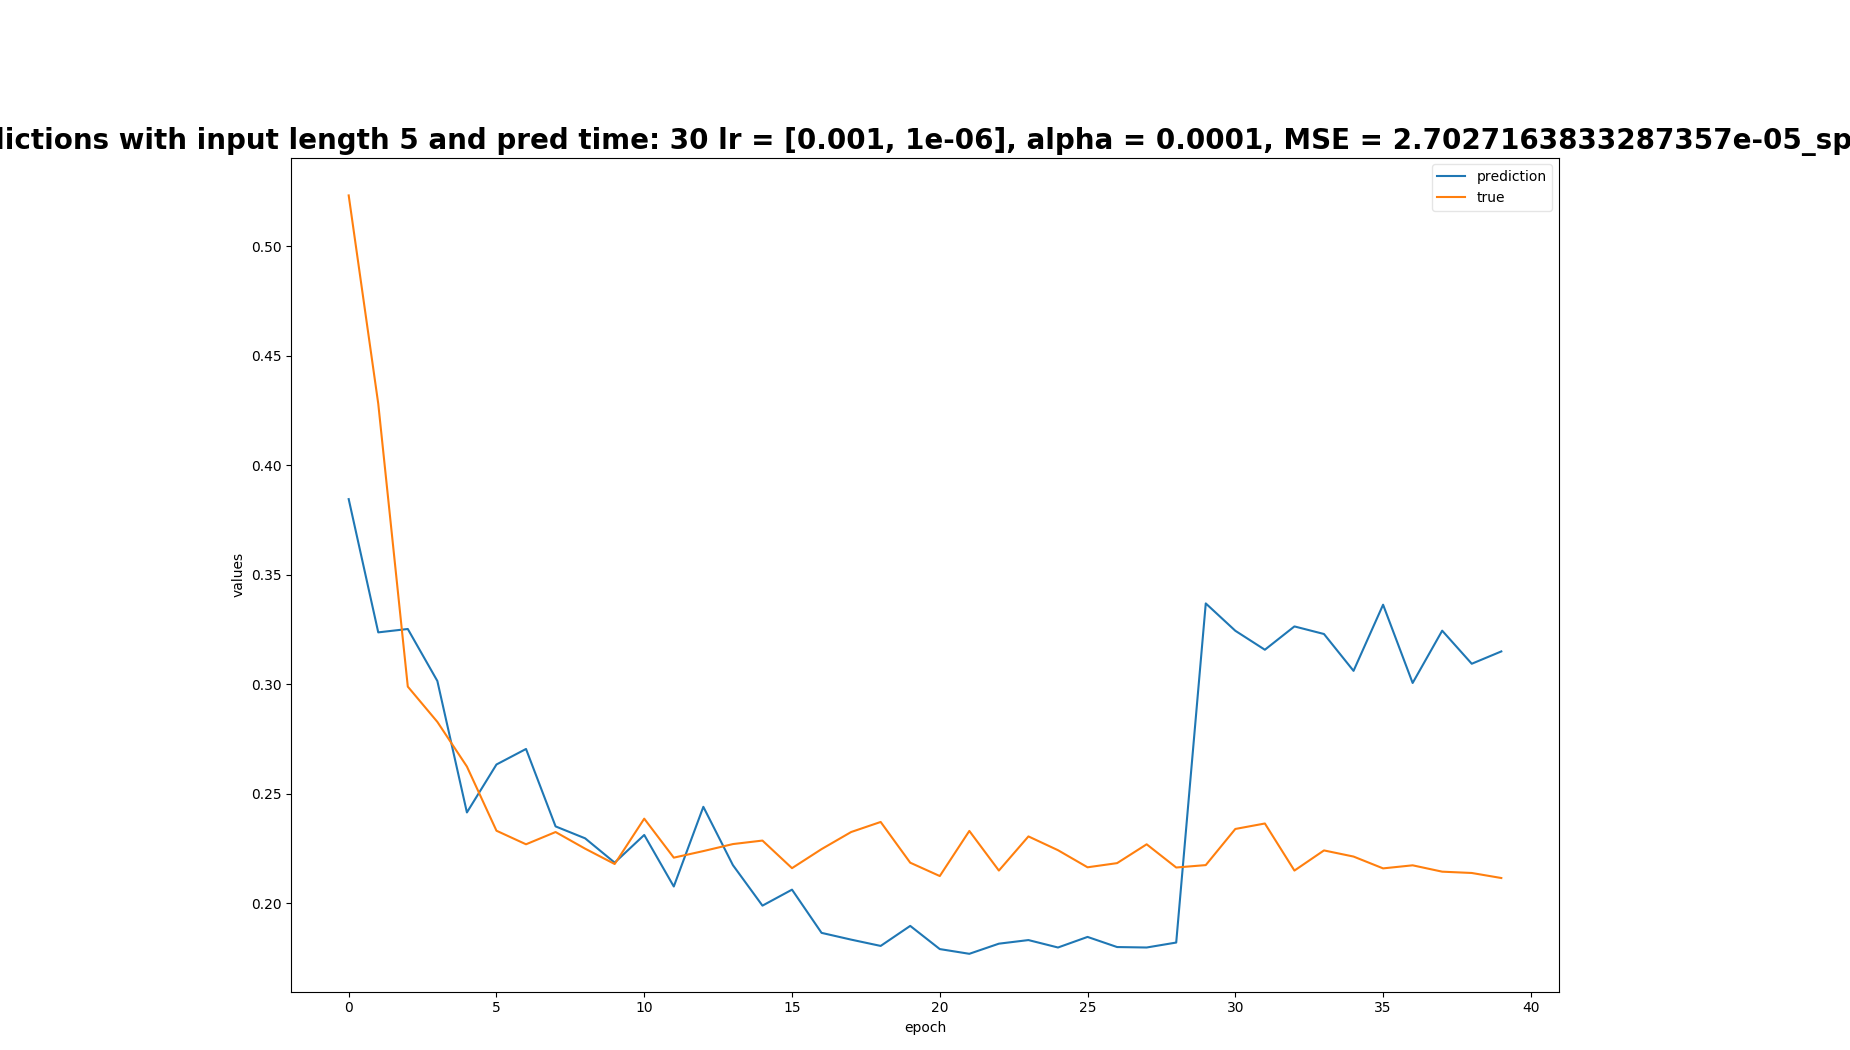 dictions with input length 5 and pred time: 30 lr = [0.001, 1e-06], alpha = 0.0001, MSE = 2.7027163833287357e-05_sp
prediction
true
0.50
0.45
0.40
0.35
0.30
0.25
0.20
values
0 5 10 15 20 25 30 35 40
epoch